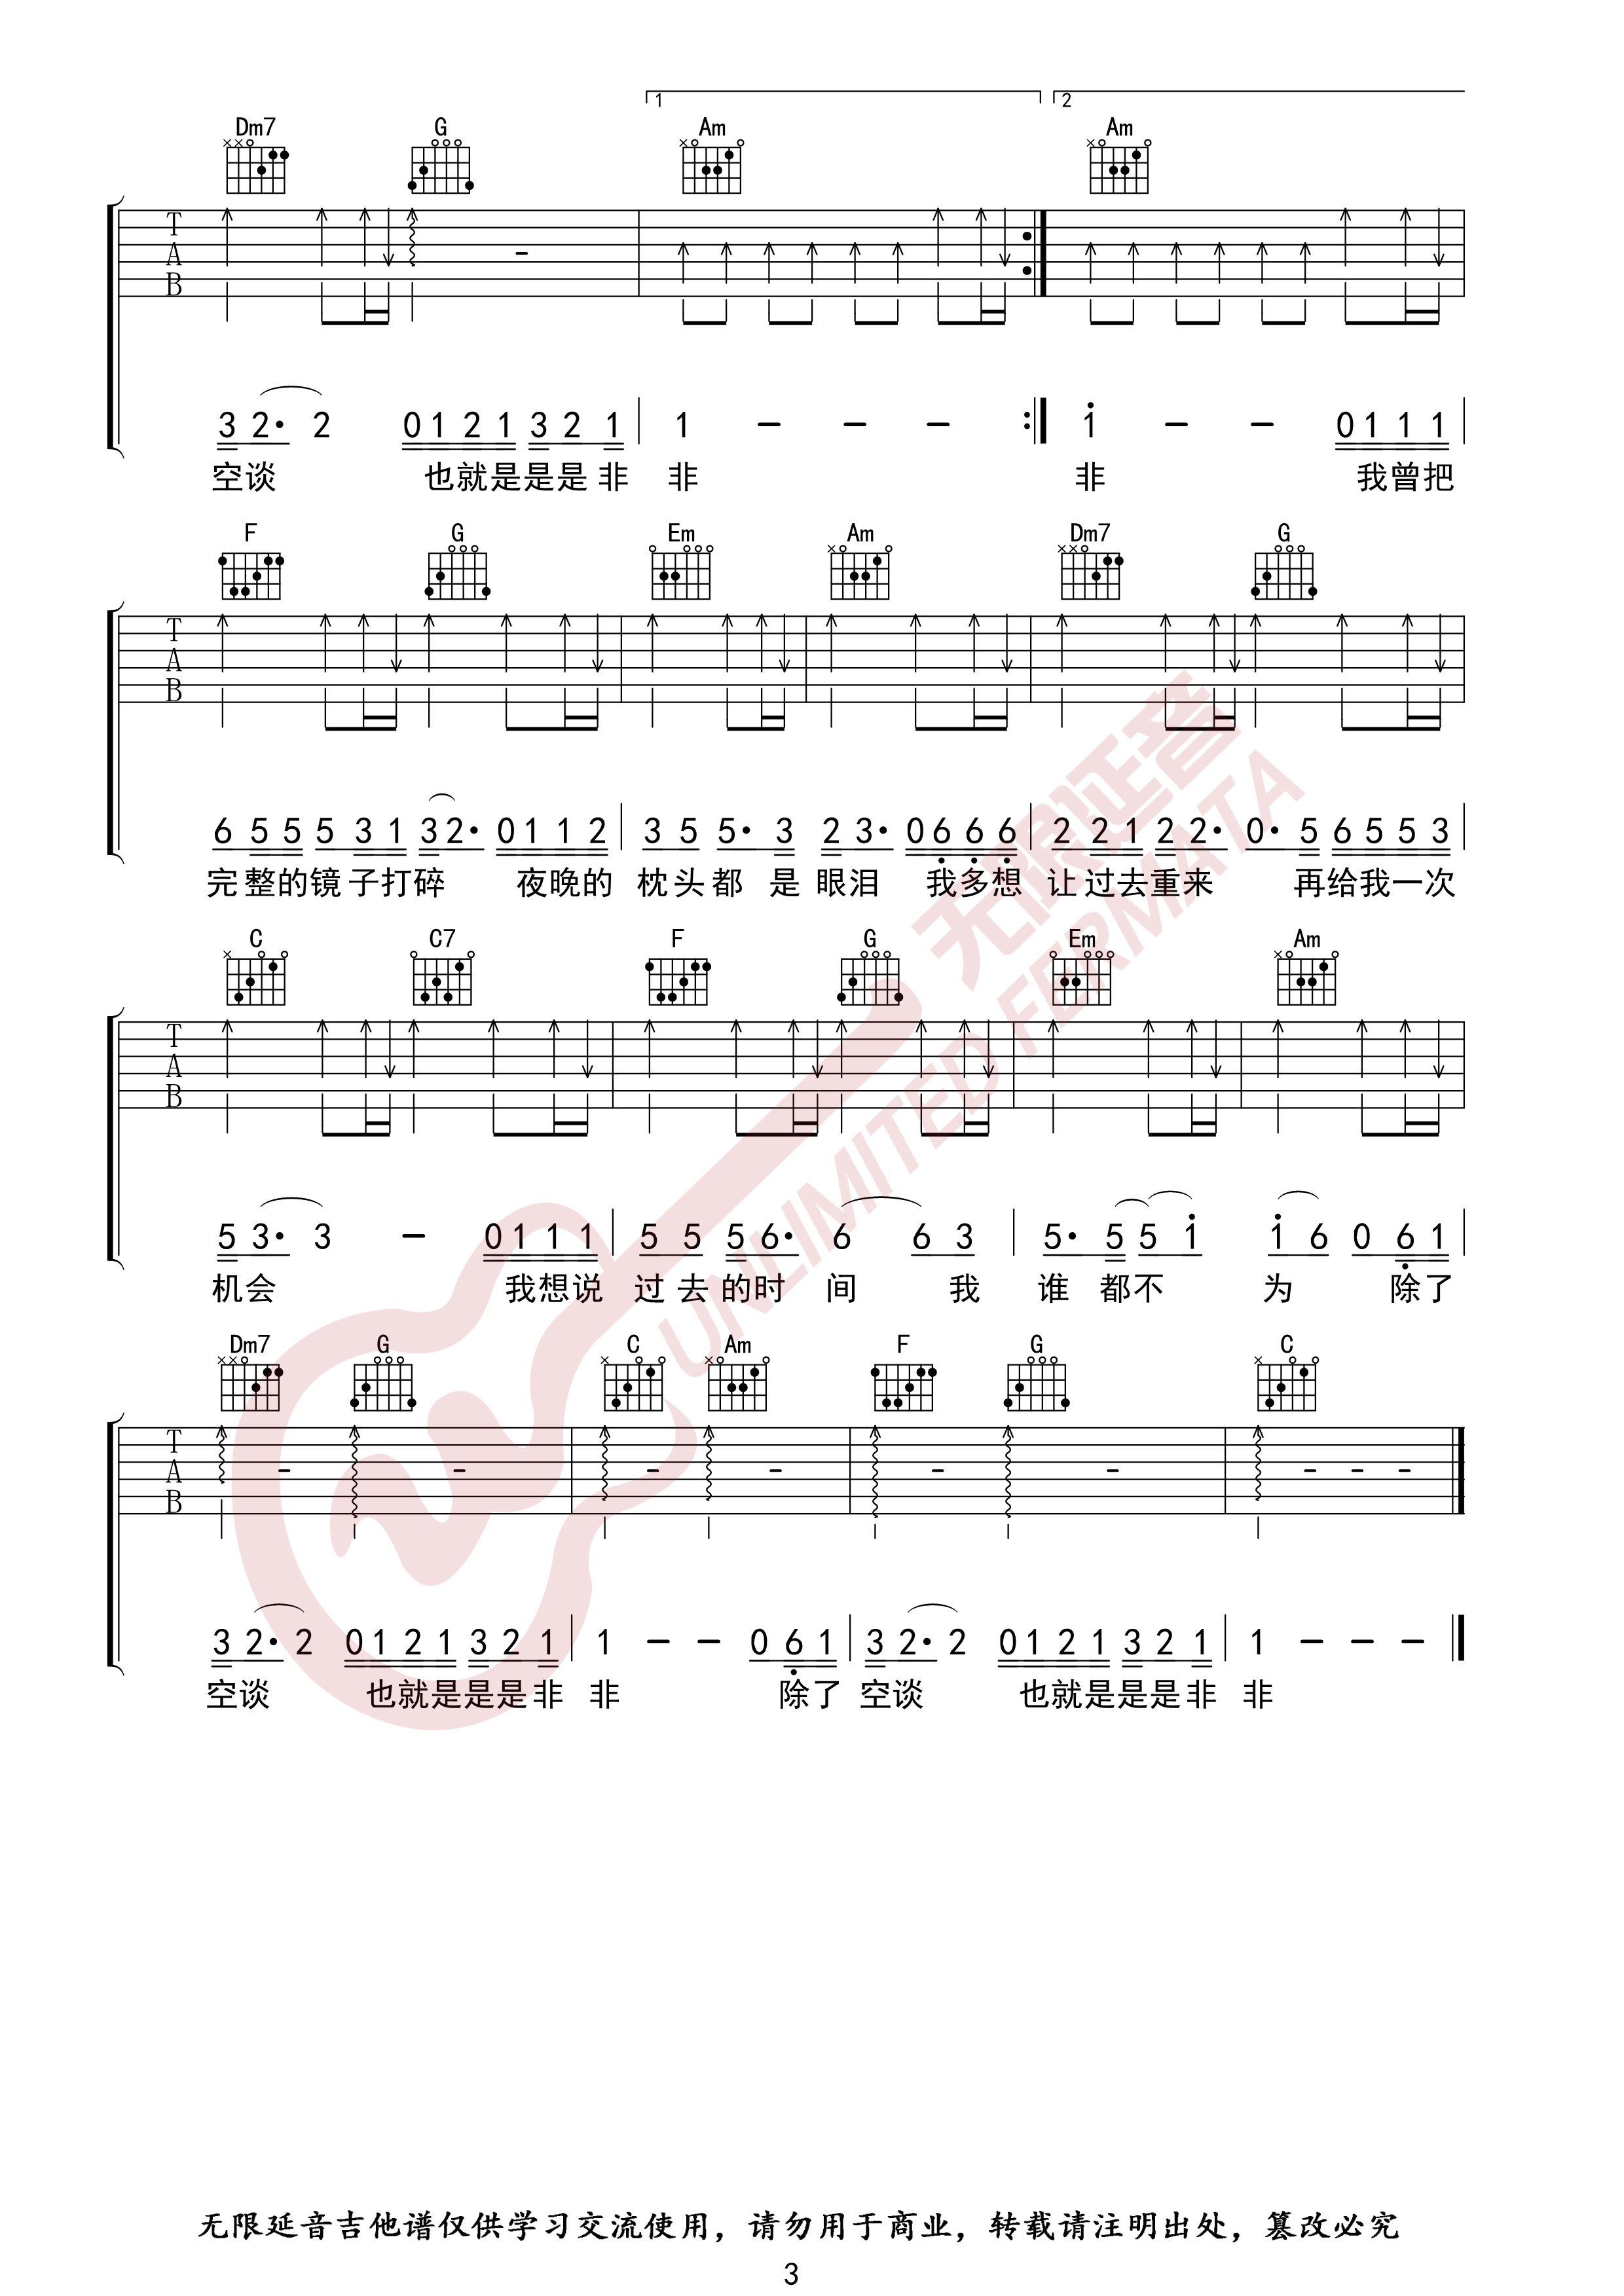 1 2
Dm7 G Am Am
T
A
B
3 2· 2 0 1 2 1 3 2 1 1 – – – 1 – – 0 1 1 1
空谈 也就是是是非 非 非 我曾把
F G Em Am Dm7 G
T
A
B
6 5 5 5 3 1 3 2· 0 1 1 2 3 5 5· 3 2 3· 0 6 6 6 2 2 1 2 2· 0· 5 6 5 5 3
完整的镜子打碎 夜晚的 枕头都是眼泪 我多想 让过去重来 再给我一次
C C7 F G Em Am
T
A
B
5 3· 3 – 0 1 1 1 5 5 5 6· 6 6 3 5· 5 5 1 1 6 0 6 1
机会 我想说 过去的时间 我 谁都不为 除了
Dm7 G C Am F G C
T
A
B
3 2· 2 0 1 2 1 3 2 1 1 – – 0 6 1 3 2· 2 0 1 2 1 3 2 1 1 – – –
空谈 也就是是是非 非 除了 空谈 也就是是是非 非
无限延音
UNLIMITED FERMATA
无限延音吉他谱仅供学习交流使用，请勿用于商业，转载请注明出处，篡改必究
3